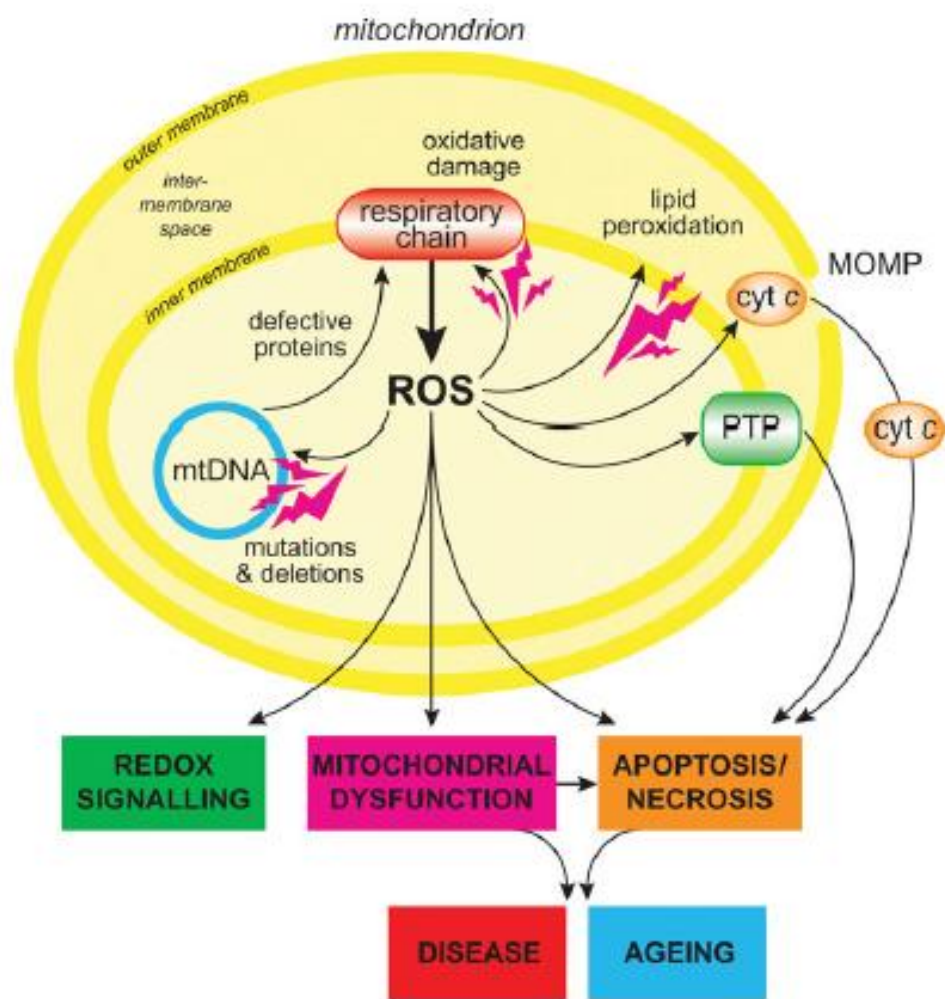 mitochondrion
outer membrane
inter-
membrane
space
inner membrane
oxidative
damage
respiratory
chain
lipid
peroxidation
MOMP
cyt c
defective
proteins
ROS
PTP
cyt c
mtDNA
mutations
& deletions
REDOX
SIGNALLING
MITOCHONDRIAL
DYSFUNCTION
APOPTOSIS/
NECROSIS
DISEASE
AGEING